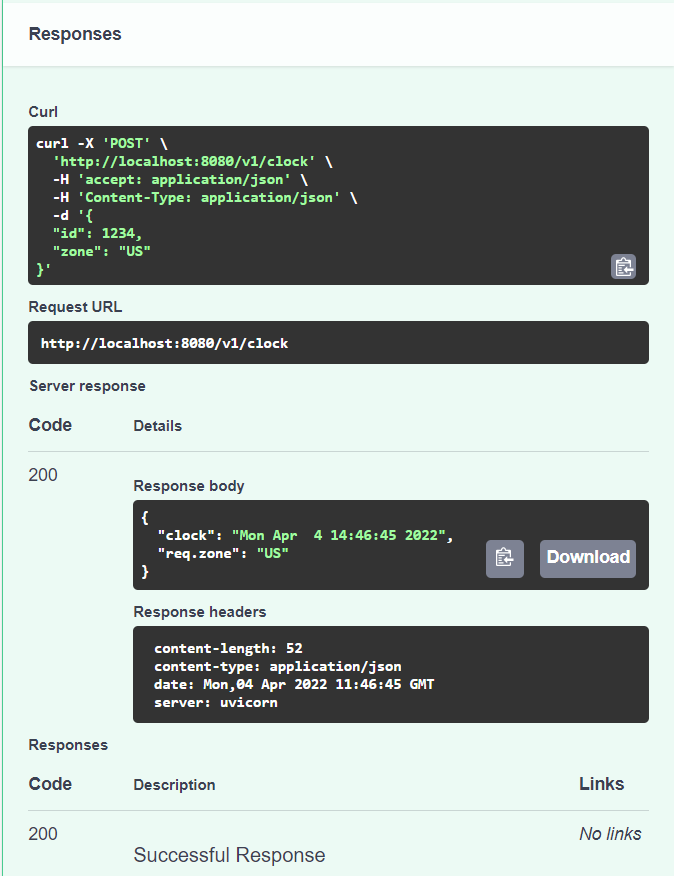 Responses
Curl
curl -X 'POST' \
  'http://localhost:8080/v1/clock' \
  -H 'accept: application/json' \
  -H 'Content-Type: application/json' \
  -d '{
  "id": 1234,
  "zone": "US"
}'
Request URL
http://localhost:8080/v1/clock
Server response
Code Details
200
Response body
{
  "clock": "Mon Apr  4 14:46:45 2022",
  "req.zone": "US"
}
Download
Response headers
content-length: 52
content-type: application/json
date: Mon,04 Apr 2022 11:46:45 GMT
server: uvicorn
Responses
Code Description Links
200 No links
Successful Response